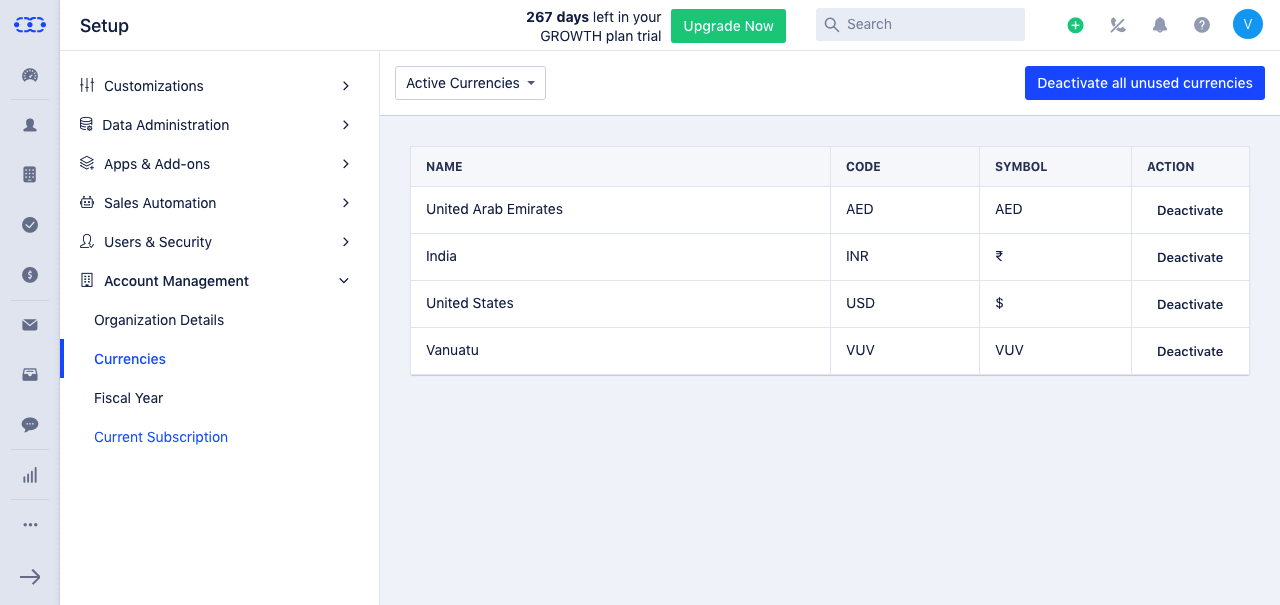 Setup
267 days left in your
GROWTH plan trial
Upgrade Now
Search
V
Customizations
Data Administration
Apps & Add-ons
Sales Automation
Users & Security
Account Management
Organization Details
Currencies
Fiscal Year
Current Subscription
Active Currencies
Deactivate all unused currencies
NAME CODE SYMBOL ACTION
United Arab Emirates AED AED Deactivate
India INR ₹ Deactivate
United States USD $ Deactivate
Vanuatu VUV VUV Deactivate